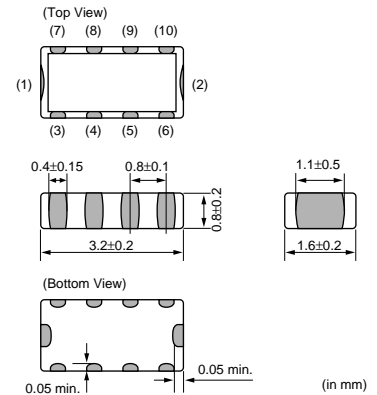 (Top View)
(7) (8) (9) (10)
(1) (2)
(3) (4) (5) (6)
0.4±0.15 0.8±0.1 1.1±0.5
0.8±0.2
3.2±0.2 1.6±0.2
(Bottom View)
0.05 min.
0.05 min.
(in mm)